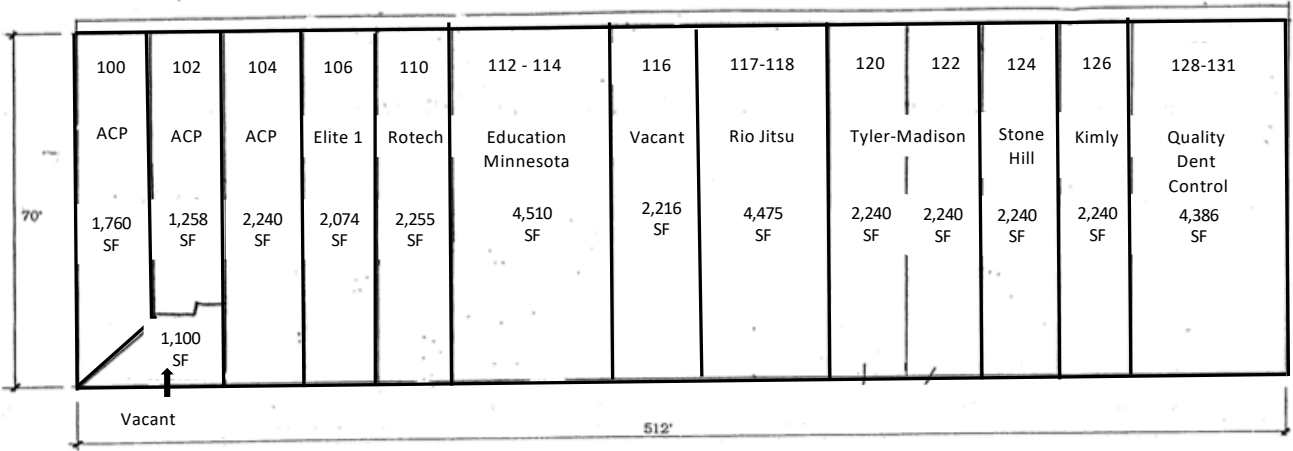 100
ACP
1,760
SF
102
ACP
1,258
SF
1,100
SF
Vacant
104
ACP
2,240
SF
106
Elite 1
2,074
SF
110
Rotech
2,255
SF
112 - 114
Education
Minnesota
4,510
SF
116
Vacant
2,216
SF
117-118
Rio Jitsu
4,475
SF
120
122
Tyler-Madison
2,240
SF
2,240
SF
124
Stone
Hill
2,240
SF
126
Kimly
2,240
SF
128-131
Quality
Dent
Control
4,386
SF
70'
512'